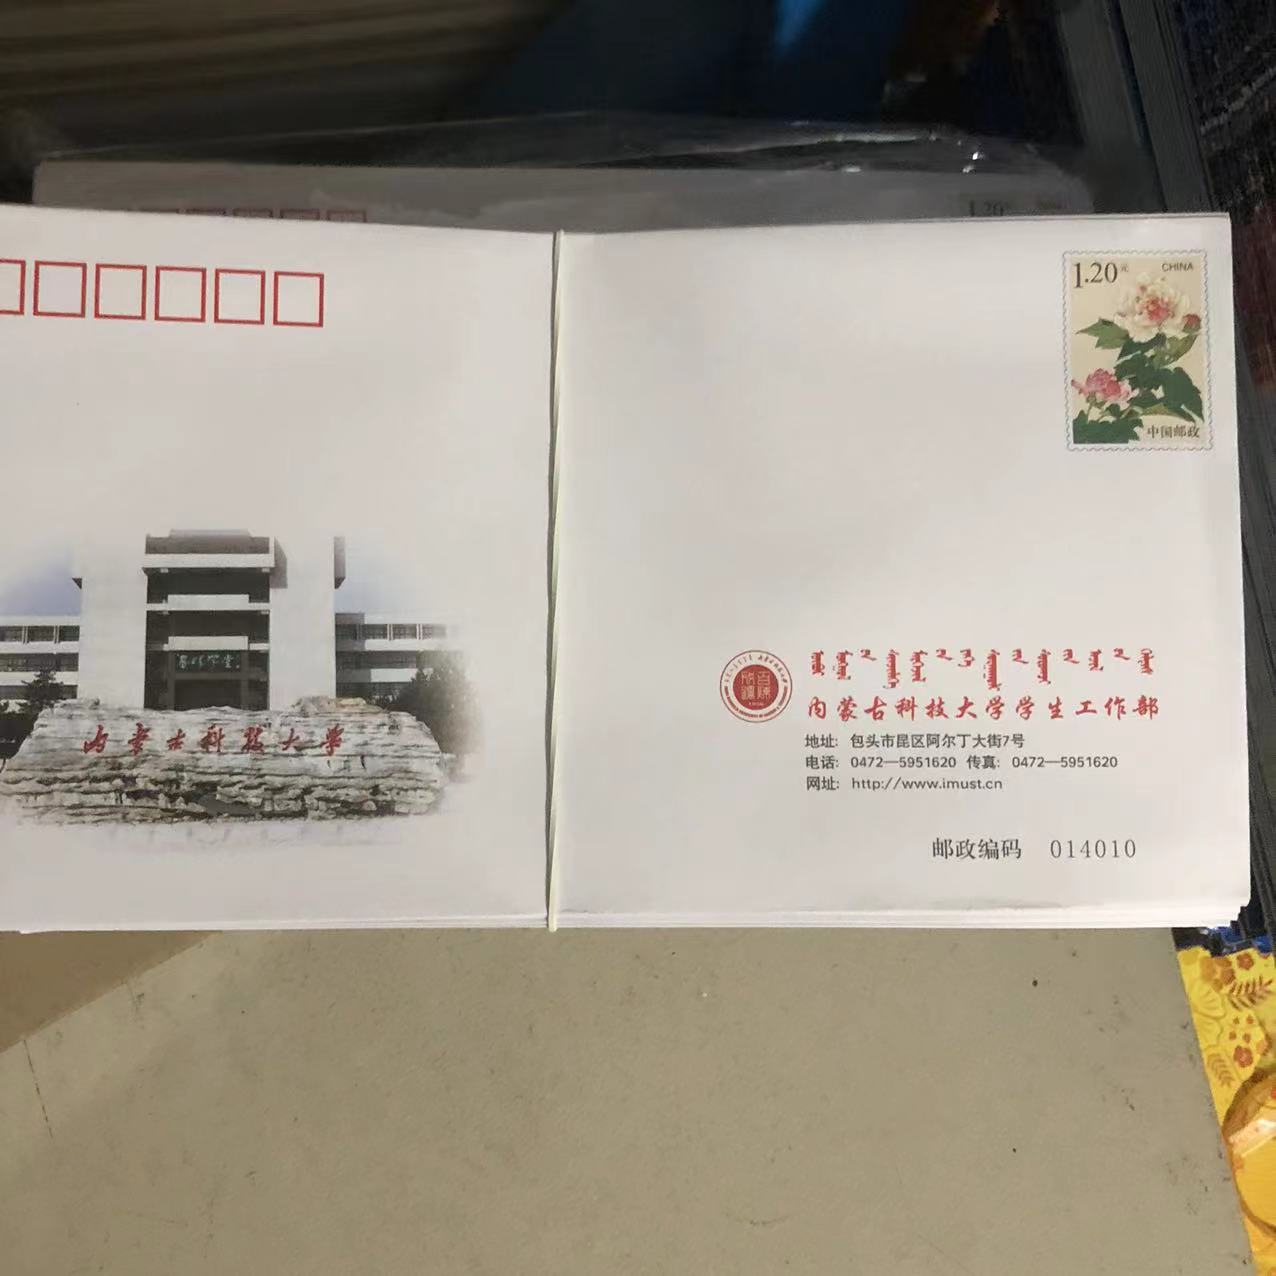 1.20
1.20元 CHINA
中国邮政
内蒙古科技大学
内蒙古科技大学学生工作部
地址: 包头市昆区阿尔丁大街7号
电话: 0472—5951620 传真: 0472—5951620
网址: http://www.imust.cn
邮政编码 014010